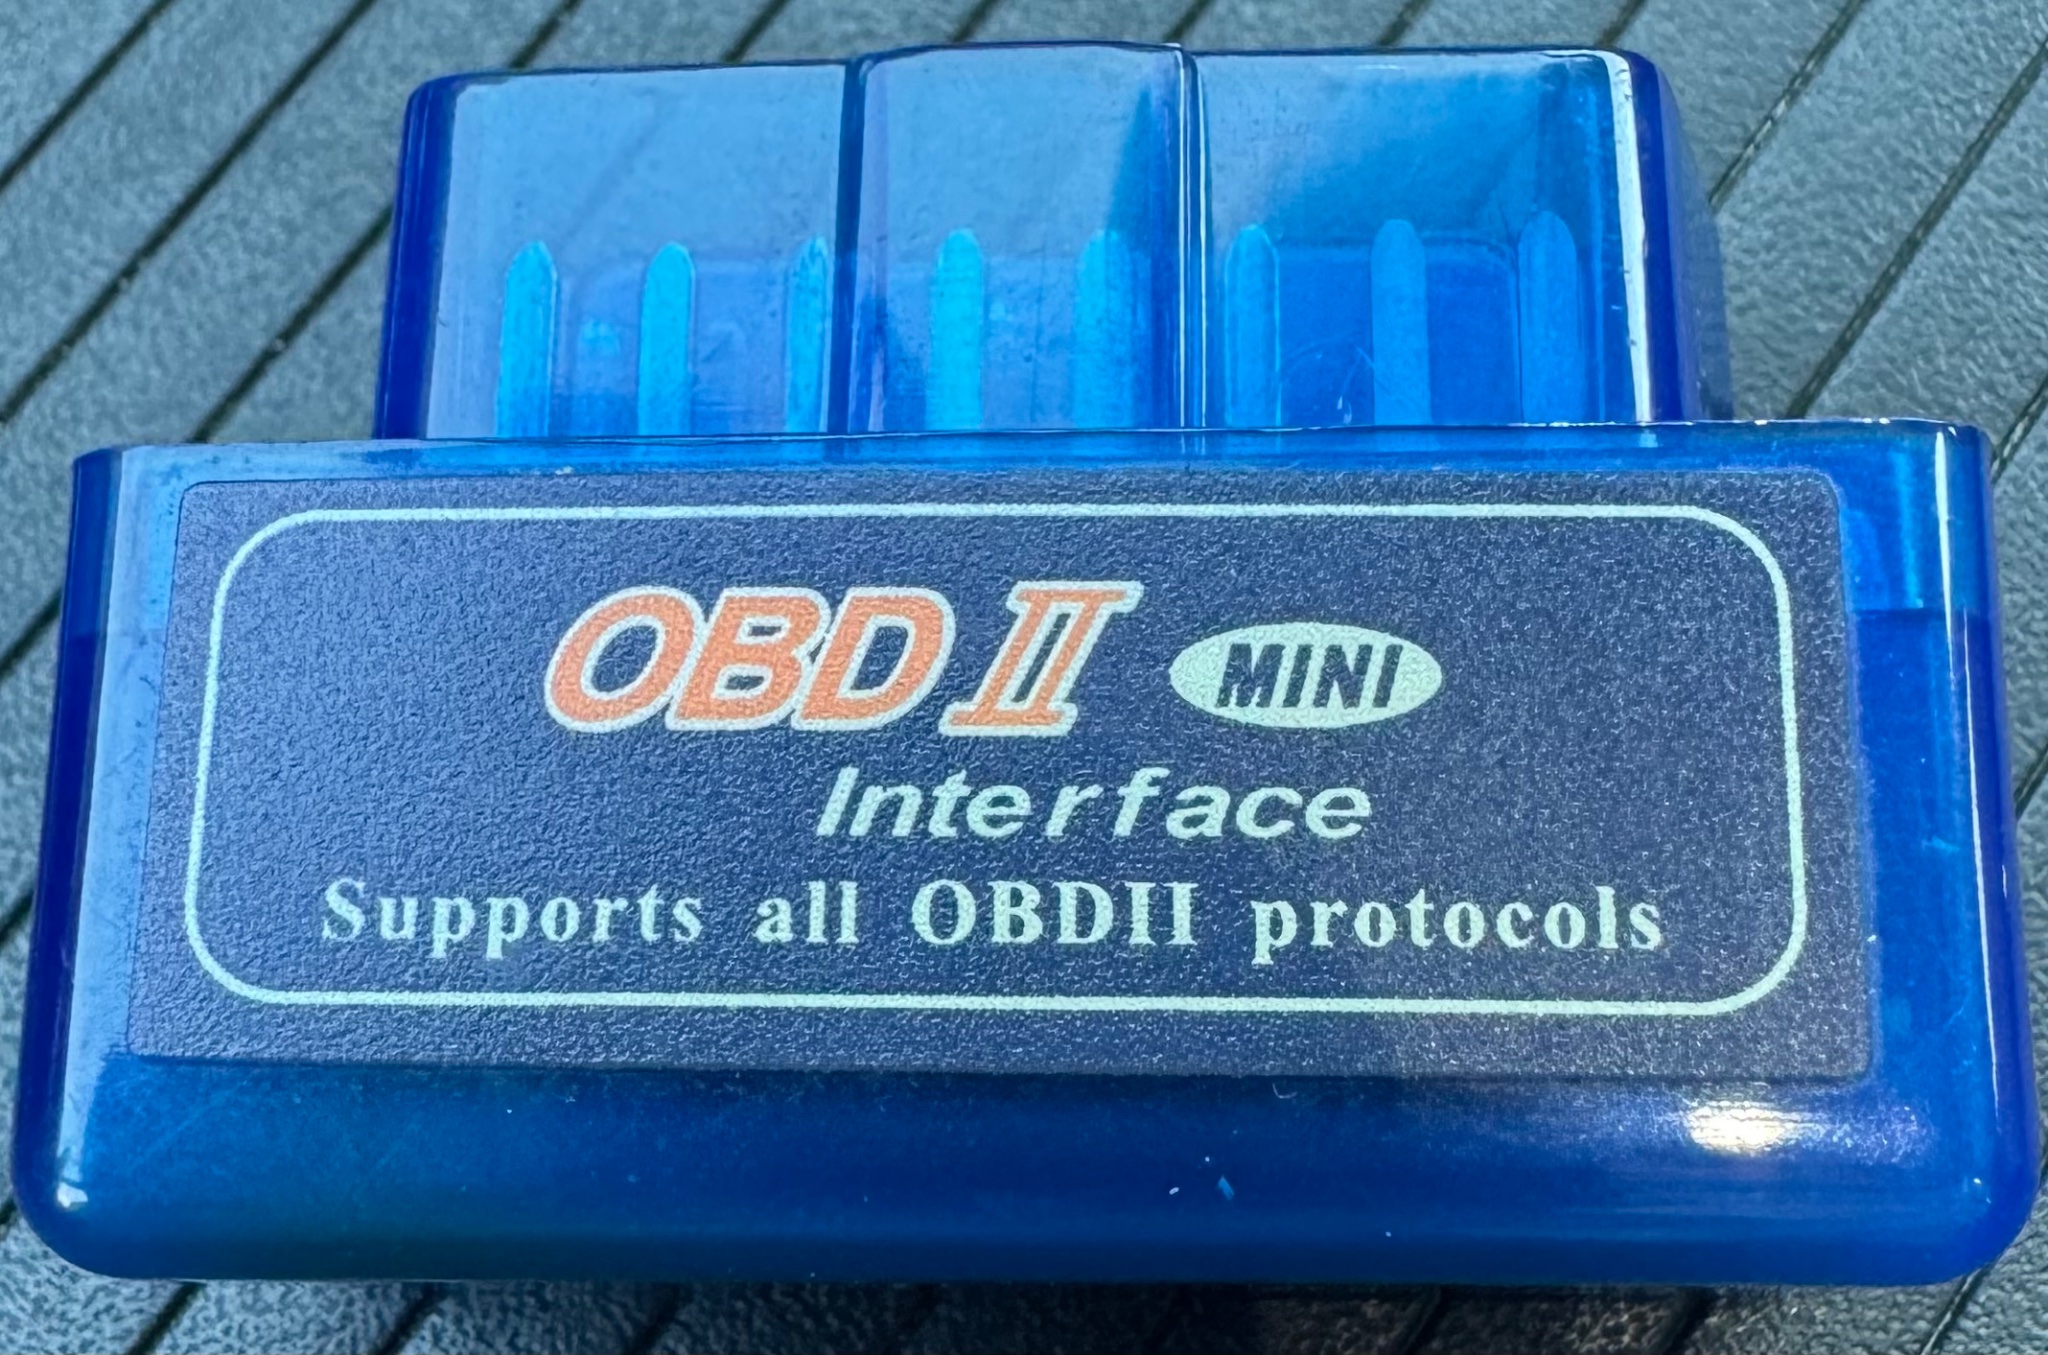 OBD II MINI
Interface
Supports all OBDII protocols